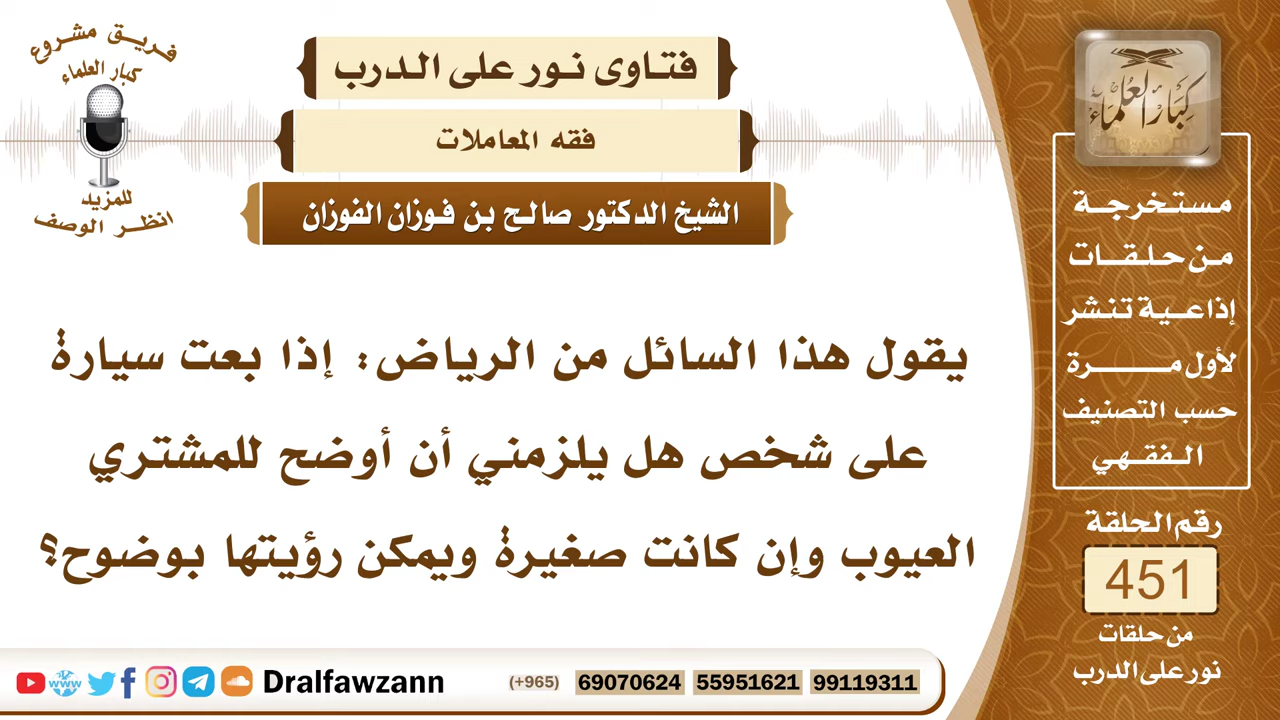 فريق مشروع
كبار العلماء
للمزيد
انظر الوصف
فتاوى نور على الدرب
فقه المعاملات
الشيخ الدكتور صالح بن فوزان الفوزان
يقول هذا السائل من الرياض: إذا بعت سيارة
على شخص هل يلزمني أن أوضح للمشتري
العيوب وإن كانت صغيرة ويمكن رؤيتها بوضوح؟
كبار العلماء
مستخرجة
من حلقات
إذاعية تنشر
لأول مرة
حسب التصنيف
الفقهي
رقم الحلقة
451
من حلقات
نور على الدرب
www
Dralfawzann
(+965) 69070624 55951621 99119311